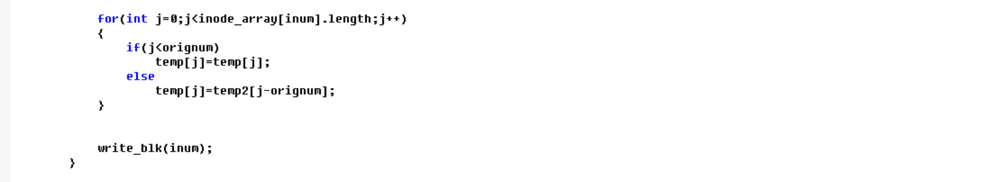 for(int j=0;j<inode_array[inum].length;j++)
{
if(j<orignum)
temp[j]=temp[j];
else
temp[j]=temp2[j-orignum];
}
write_blk(inum);
}